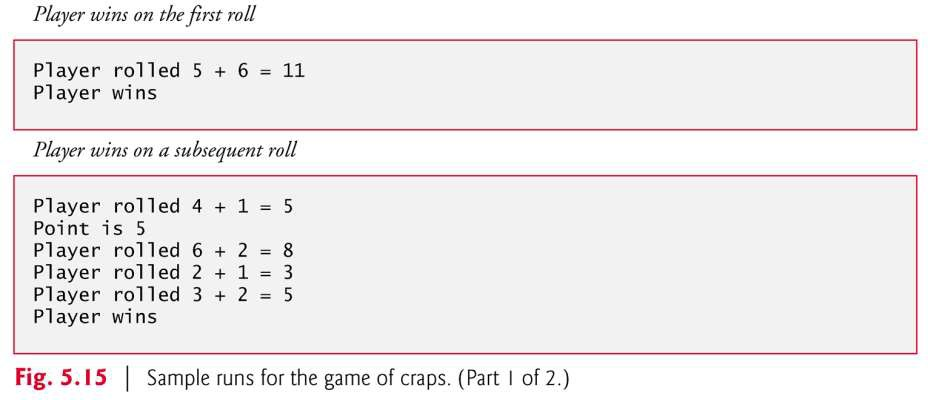 Player wins on the first roll
Player rolled 5 + 6 = 11
Player wins
Player wins on a subsequent roll
Player rolled 4 + 1 = 5
Point is 5
Player rolled 6 + 2 = 8
Player rolled 2 + 1 = 3
Player rolled 3 + 2 = 5
Player wins
Fig. 5.15 | Sample runs for the game of craps. (Part 1 of 2.)